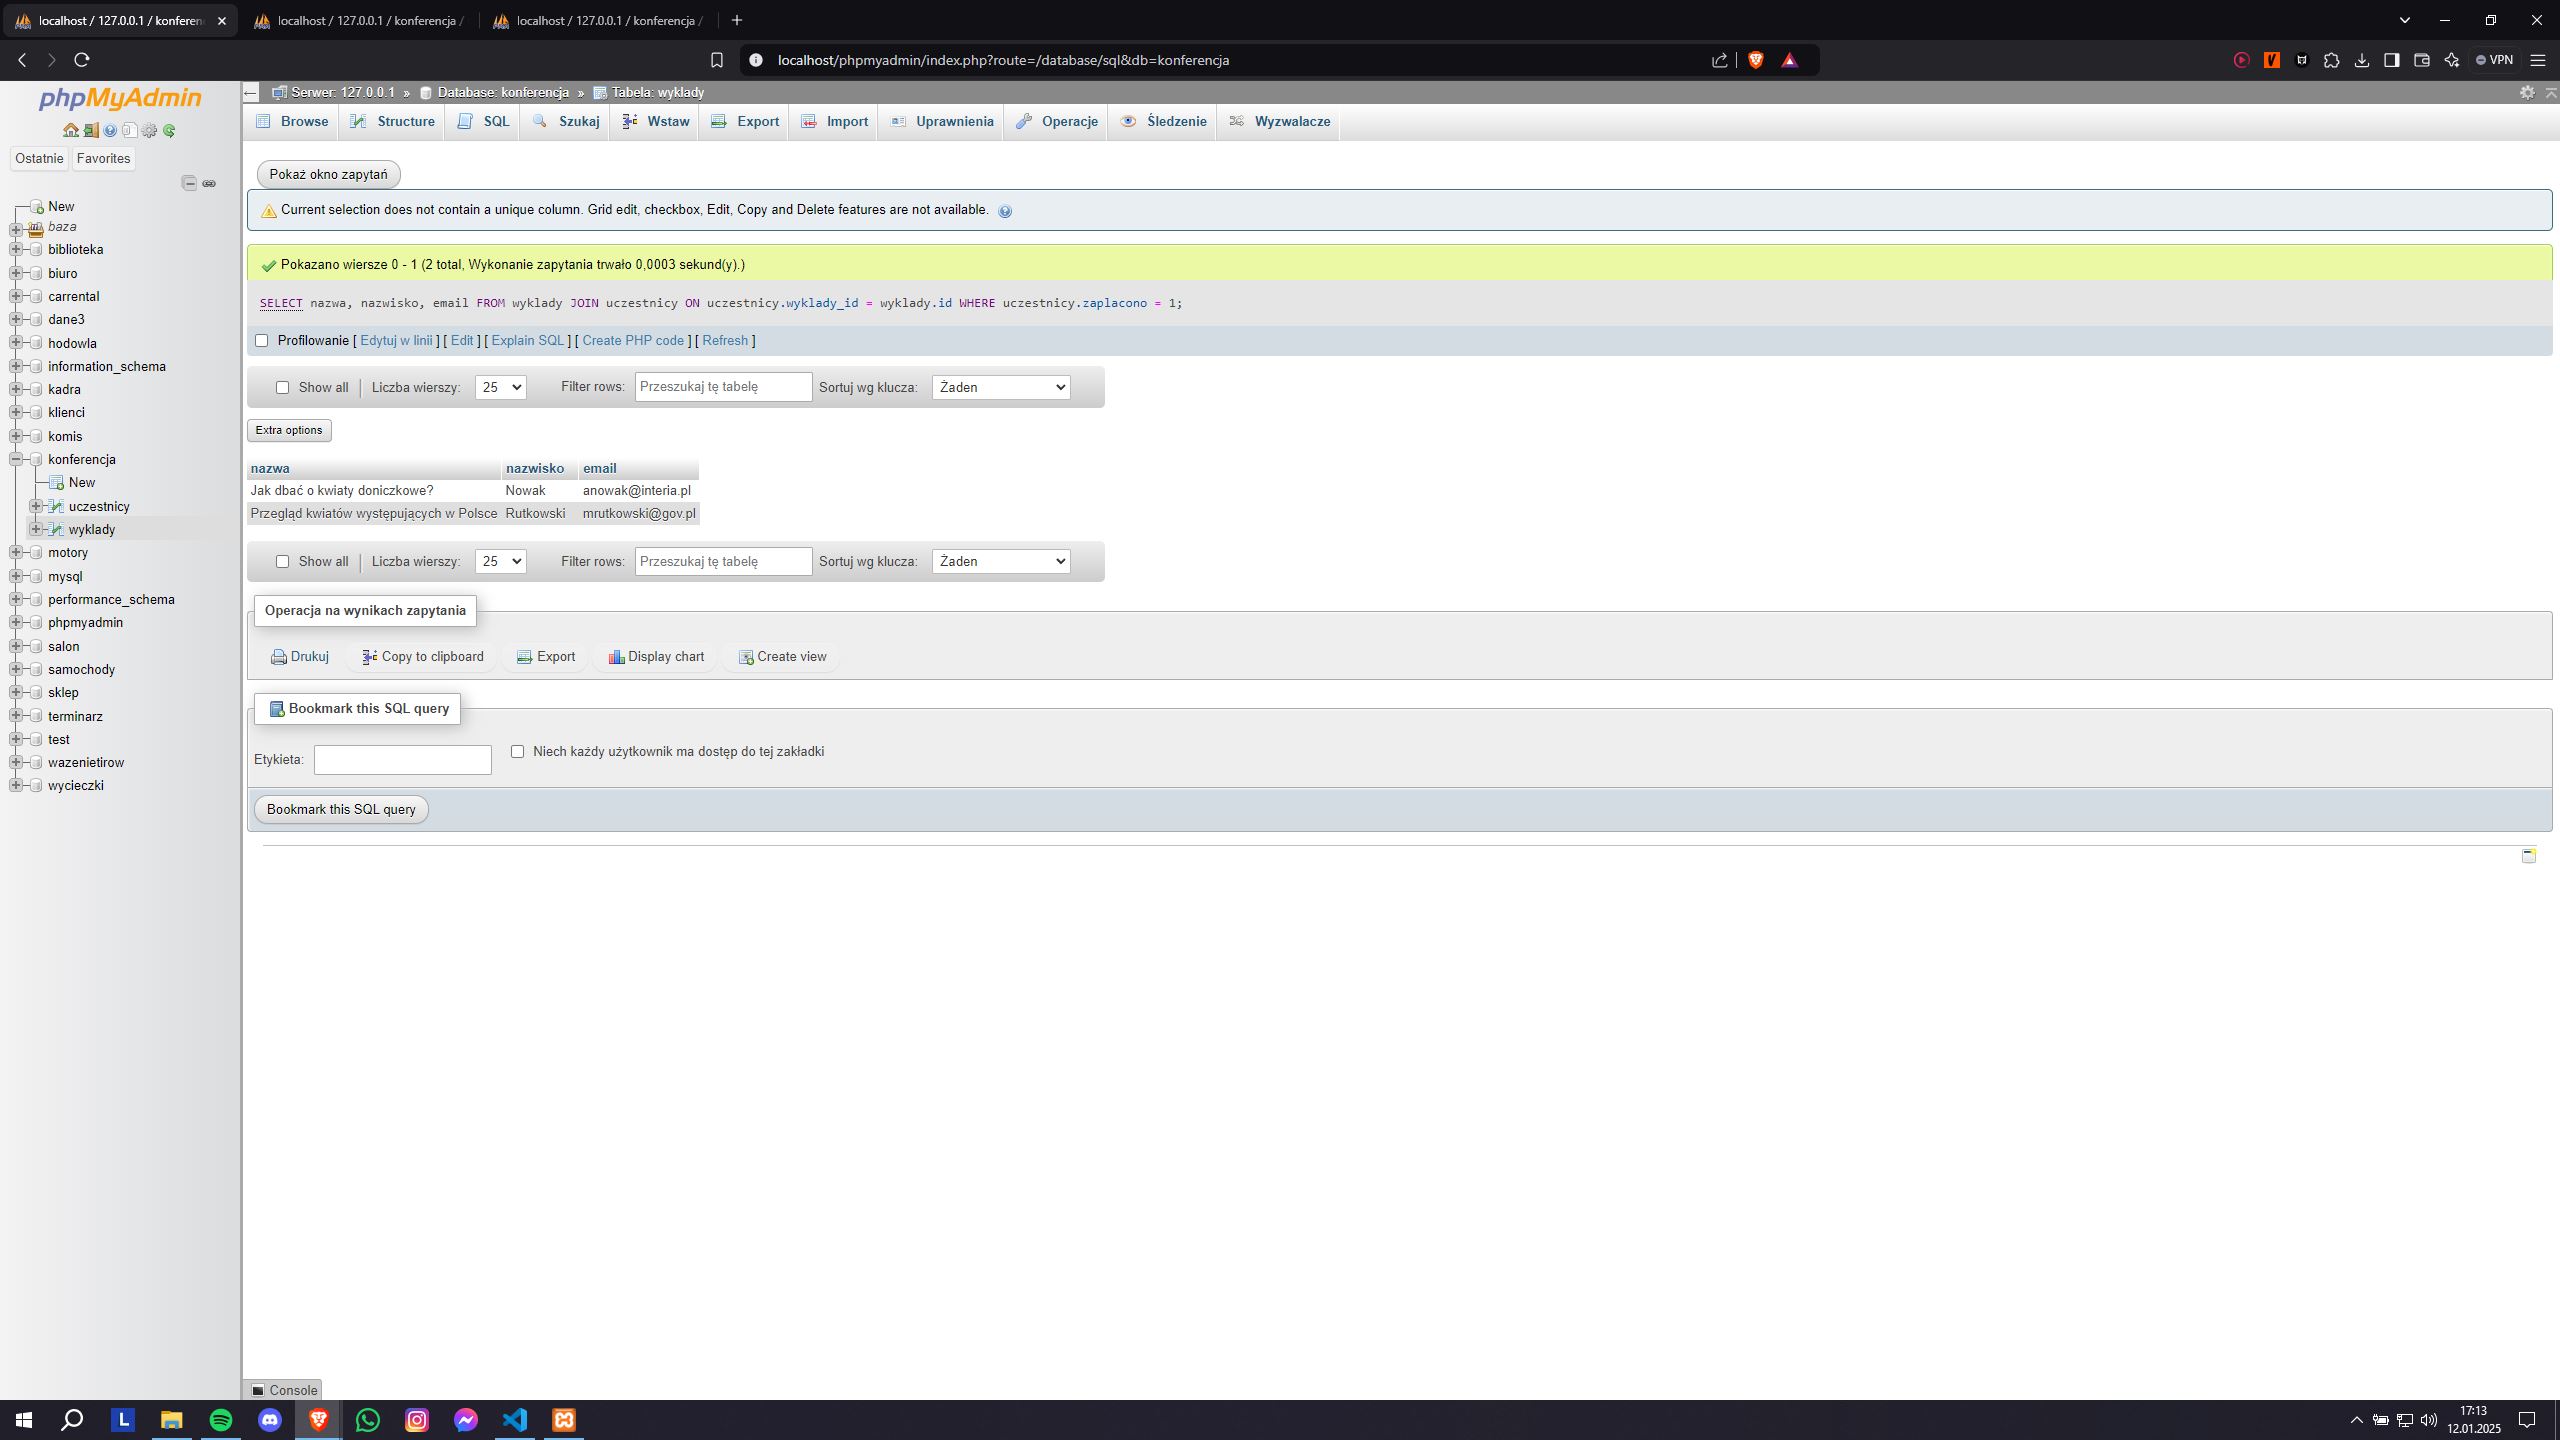 localhost / 127.0.0.1 / konferen
localhost / 127.0.0.1 / konferencja /
localhost / 127.0.0.1 / konferencja /
localhost/phpmyadmin/index.php?route=/database/sql&db=konferencja
VPN
phpMyAdmin
Ostatnie
Favorites
New
baza
biblioteka
biuro
carrental
dane3
hodowla
information_schema
kadra
klienci
komis
konferencja
New
uczestnicy
wyklady
motory
mysql
performance_schema
phpmyadmin
salon
samochody
sklep
terminarz
test
wazenietirow
wycieczki
Serwer: 127.0.0.1 » Database: konferencja » Tabela: wyklady
Browse
Structure
SQL
Szukaj
Wstaw
Export
Import
Uprawnienia
Operacje
Śledzenie
Wyzwalacze
Pokaż okno zapytań
Current selection does not contain a unique column. Grid edit, checkbox, Edit, Copy and Delete features are not available.
Pokazano wiersze 0 - 1 (2 total, Wykonanie zapytania trwało 0,0003 sekund(y).)
SELECT nazwa, nazwisko, email FROM wyklady JOIN uczestnicy ON uczestnicy.wyklady_id = wyklady.id WHERE uczestnicy.zaplacono = 1;
Profilowanie [ Edytuj w linii ] [ Edit ] [ Explain SQL ] [ Create PHP code ] [ Refresh ]
Show all | Liczba wierszy: 25 Filter rows: Przeszukaj tę tabelę Sortuj wg klucza: Żaden
Extra options
nazwa nazwisko email
Jak dbać o kwiaty doniczkowe? Nowak anowak@interia.pl
Przegląd kwiatów występujących w Polsce Rutkowski mrutkowski@gov.pl
Show all | Liczba wierszy: 25 Filter rows: Przeszukaj tę tabelę Sortuj wg klucza: Żaden
Operacja na wynikach zapytania
Drukuj Copy to clipboard Export Display chart Create view
Bookmark this SQL query
Etykieta: Niech każdy użytkownik ma dostęp do tej zakładki
Bookmark this SQL query
Console
L
17:13
12.01.2025